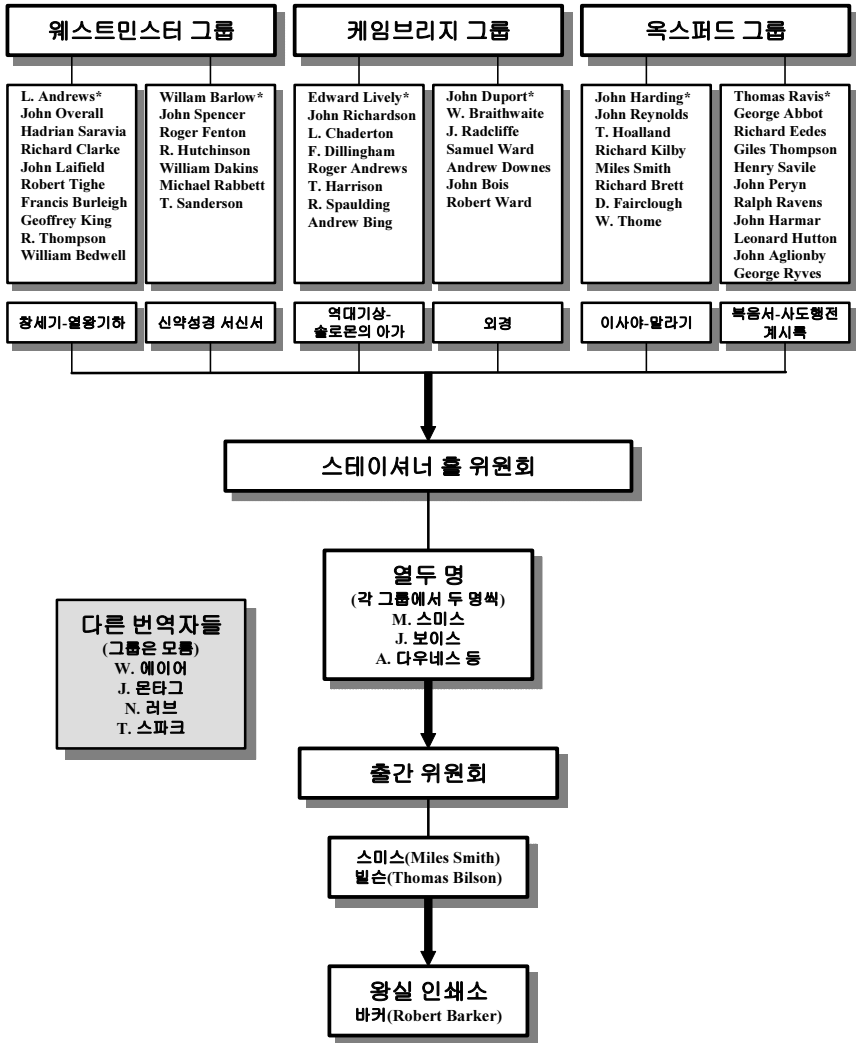 웨스트민스터 그룹
케임브리지 그룹
옥스퍼드 그룹
L. Andrews*
John Overall
Hadrian Saravia
Richard Clarke
John Laifield
Robert Tighe
Francis Burleigh
Geoffrey King
R. Thompson
William Bedwell
Willam Barlow*
John Spencer
Roger Fenton
R. Hutchinson
William Dakins
Michael Rabbett
T. Sanderson
Edward Lively*
John Richardson
L. Chaderton
F. Dillingham
Roger Andrews
T. Harrison
R. Spaulding
Andrew Bing
John Duport*
W. Braithwaite
J. Radcliffe
Samuel Ward
Andrew Downes
John Bois
Robert Ward
John Harding*
John Reynolds
T. Hoalland
Richard Kilby
Miles Smith
Richard Brett
D. Fairclough
W. Thome
Thomas Ravis*
George Abbot
Richard Eedes
Giles Thompson
Henry Savile
John Peryn
Ralph Ravens
John Harmar
Leonard Hutton
John Aglionby
George Ryves
창세기-열왕기하
신약성경 서신서
역대기상-
솔로몬의 아가
외경
이사야-말라기
복음서-사도행전
계시록
스테이셔너 홀 위원회
열두 명
(각 그룹에서 두 명씩)
M. 스미스
J. 보이스
A. 다우네스 등
다른 번역자들
(그룹은 모름)
W. 에이어
J. 몬타그
N. 러브
T. 스파크
출간 위원회
스미스(Miles Smith)
빌슨(Thomas Bilson)
왕실 인쇄소
바커(Robert Barker)